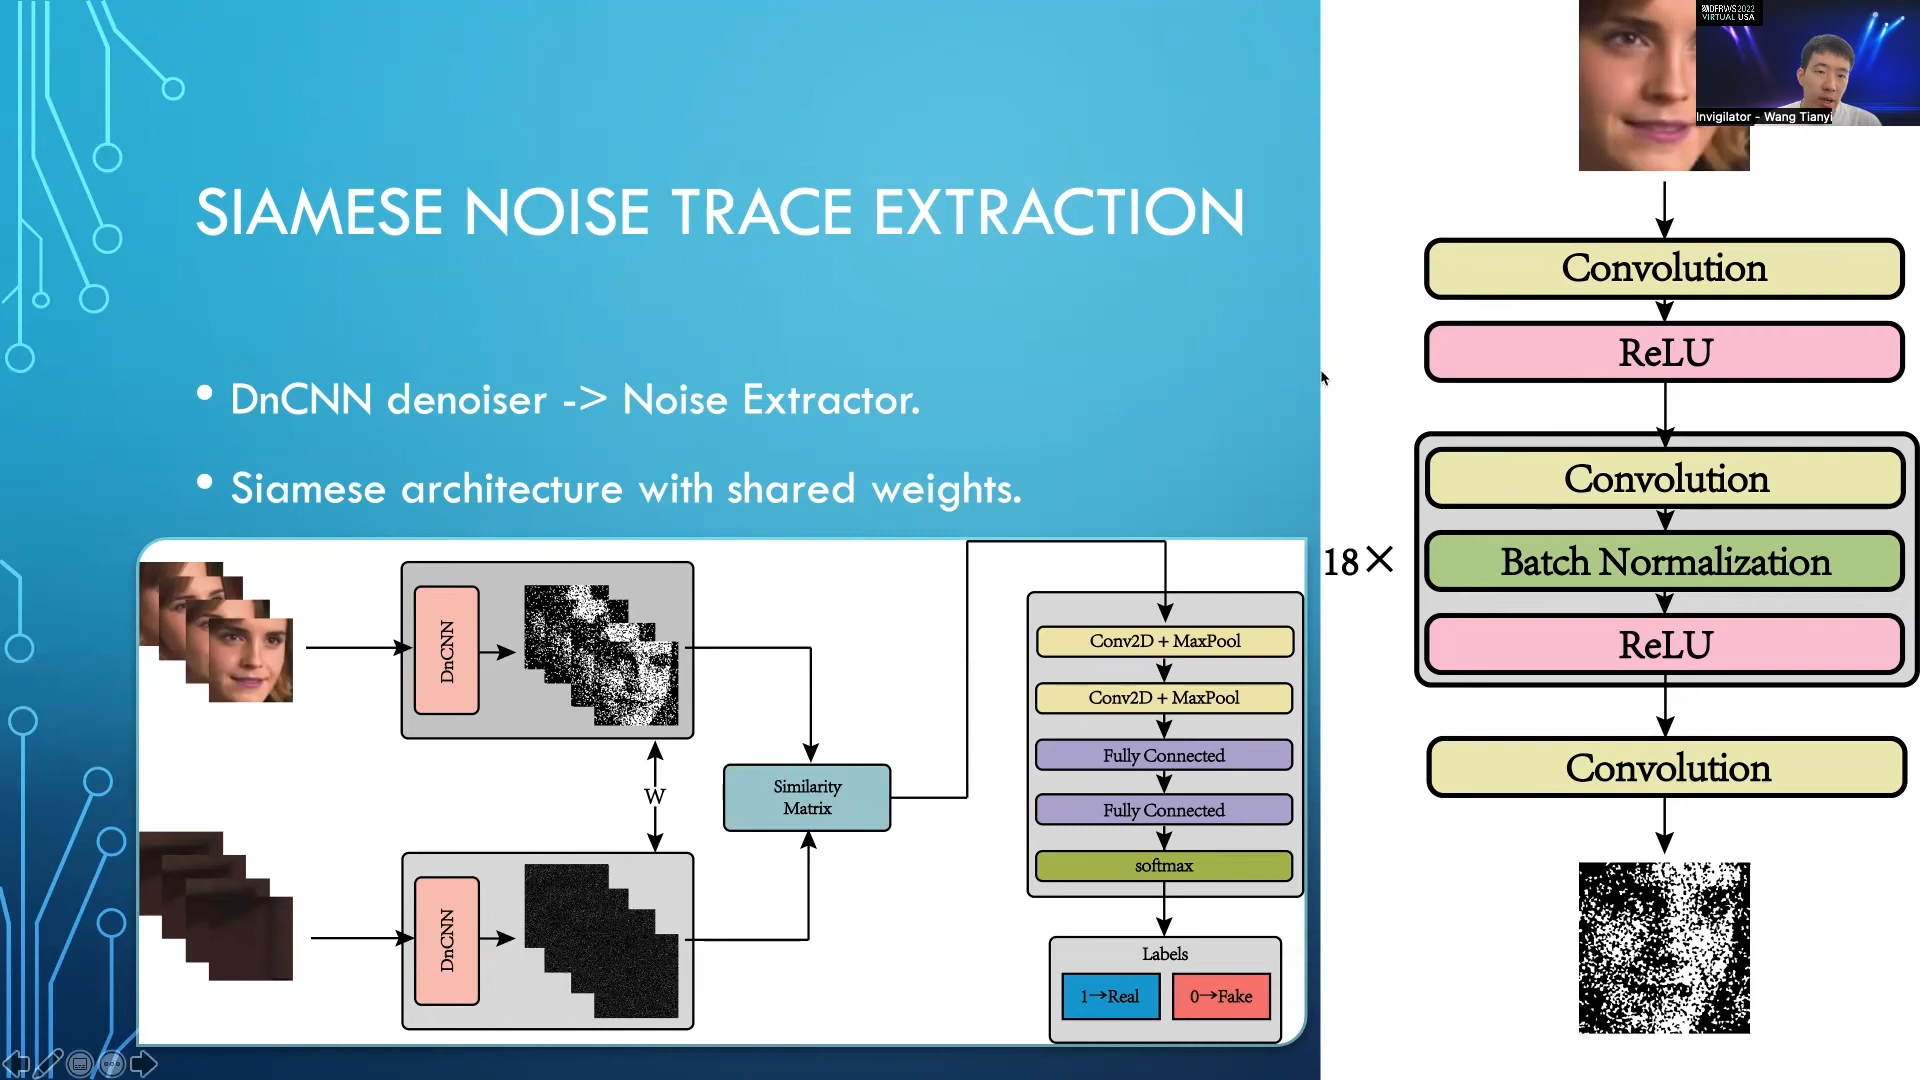 SIAMESE NOISE TRACE EXTRACTION
• DnCNN denoiser -> Noise Extractor.
• Siamese architecture with shared weights.
DnCNN
W
DnCNN
Similarity
Matrix
Conv2D + MaxPool
Conv2D + MaxPool
Fully Connected
Fully Connected
softmax
Labels
1→Real
0→Fake
DFRWS2022
VIRTUAL USA
Invigilator - Wang Tianyi
Convolution
ReLU
18×
Convolution
Batch Normalization
ReLU
Convolution